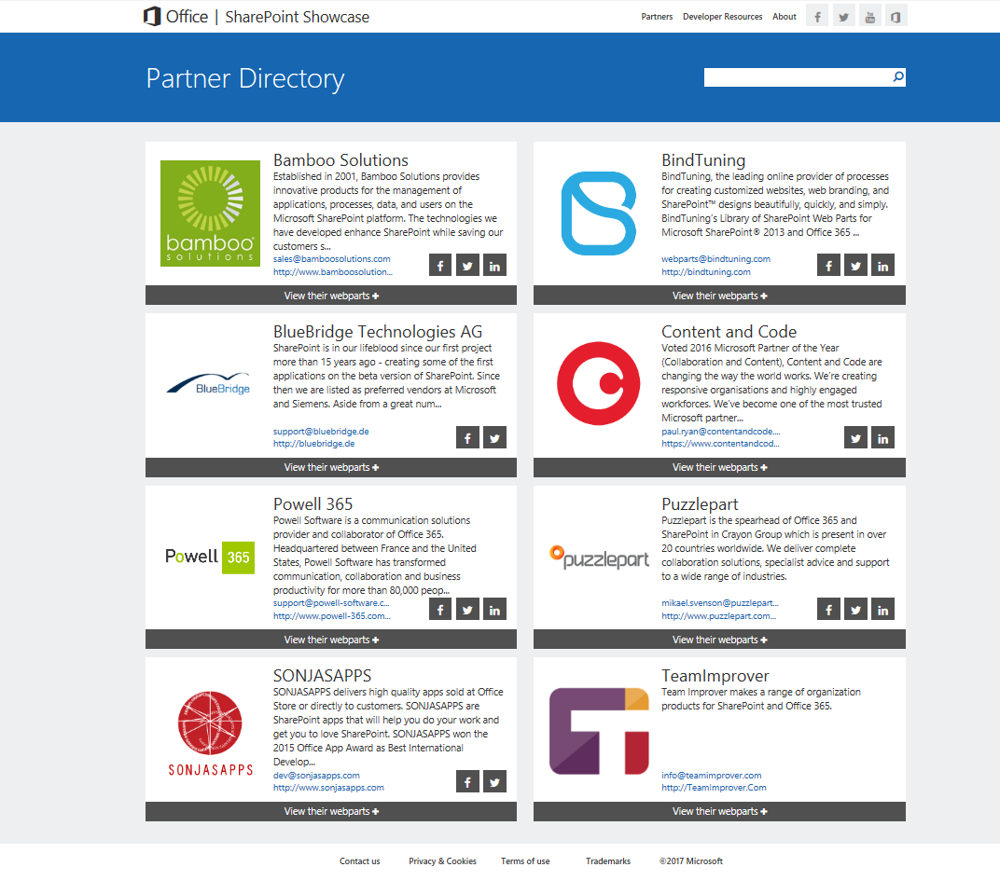 Office | SharePoint Showcase
Partners Developer Resources About
Partner Directory
bamboo
solutions
Bamboo Solutions
Established in 2001, Bamboo Solutions provides
innovative products for the management of
applications, processes, data, and users on the
Microsoft SharePoint platform. The technologies we
have developed enhance SharePoint while saving our
customers s...
sales@bamboosolutions.com
http://www.bamboosolution...
View their webparts +
BindTuning
BindTuning, the leading online provider of processes
for creating customized websites, web branding, and
SharePoint™ designs beautifully, quickly, and simply.
BindTuning's Library of SharePoint Web Parts for
Microsoft SharePoint® 2013 and Office 365 ...
webparts@bindtuning.com
http://bindtuning.com
View their webparts +
BlueBridge
BlueBridge Technologies AG
SharePoint is in our lifeblood since our first project
more than 15 years ago - creating some of the first
applications on the beta version of SharePoint. Since
then we are listed as preferred vendors at Microsoft
and Siemens. Aside from a great num...
support@bluebridge.de
http://bluebridge.de
View their webparts +
Content and Code
Voted 2016 Microsoft Partner of the Year
(Collaboration and Content), Content and Code are
changing the way the world works. We're creating
responsive organisations and highly engaged
workforces. We've become one of the most trusted
Microsoft partner...
paul.ryan@contentandcode....
https://www.contentandcod...
View their webparts +
Powell 365
Powell 365
Powell Software is a communication solutions
provider and collaborator of Office 365.
Headquartered between France and the United
States, Powell Software has transformed
communication, collaboration and business
productivity for more than 80,000 peop...
support@powell-software.c...
http://www.powell-365.com...
View their webparts +
puzzlepart
Puzzlepart
Puzzlepart is the spearhead of Office 365 and
SharePoint in Crayon Group which is present in over
20 countries worldwide. We deliver complete
collaboration solutions, specialist advice and support
to a wide range of industries.
mikael.svenson@puzzlepart...
http://www.puzzlepart.com...
View their webparts +
SONJASAPPS
SONJASAPPS
SONJASAPPS delivers high quality apps sold at Office
Store or directly to customers. SONJASAPPS are
SharePoint apps that will help you do your work and
get you to love SharePoint. SONJASAPPS won the
2015 Office App Award as Best International
Develop...
dev@sonjasapps.com
http://www.sonjasapps.com
View their webparts +
TeamImprover
Team Improver makes a range of organization
products for SharePoint and Office 365.
info@teamimprover.com
http://TeamImprover.Com
View their webparts +
Contact us Privacy & Cookies Terms of use Trademarks ©2017 Microsoft